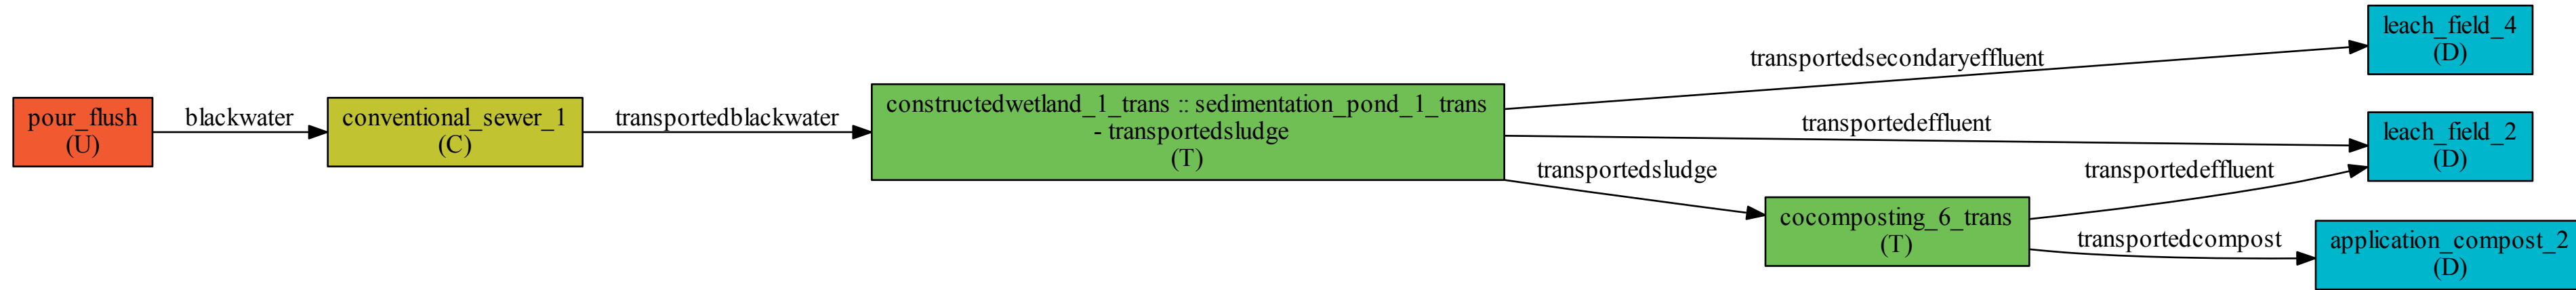 pour_flush
(U)
blackwater
conventional_sewer_1
(C)
transportedblackwater
constructedwetland_1_trans :: sedimentation_pond_1_trans
- transportedsludge
(T)
transportedsecondaryeffluent
transportedeffluent
transportedsludge
cocomposting_6_trans
(T)
transportedeffluent
transportedcompost
leach_field_4
(D)
leach_field_2
(D)
application_compost_2
(D)